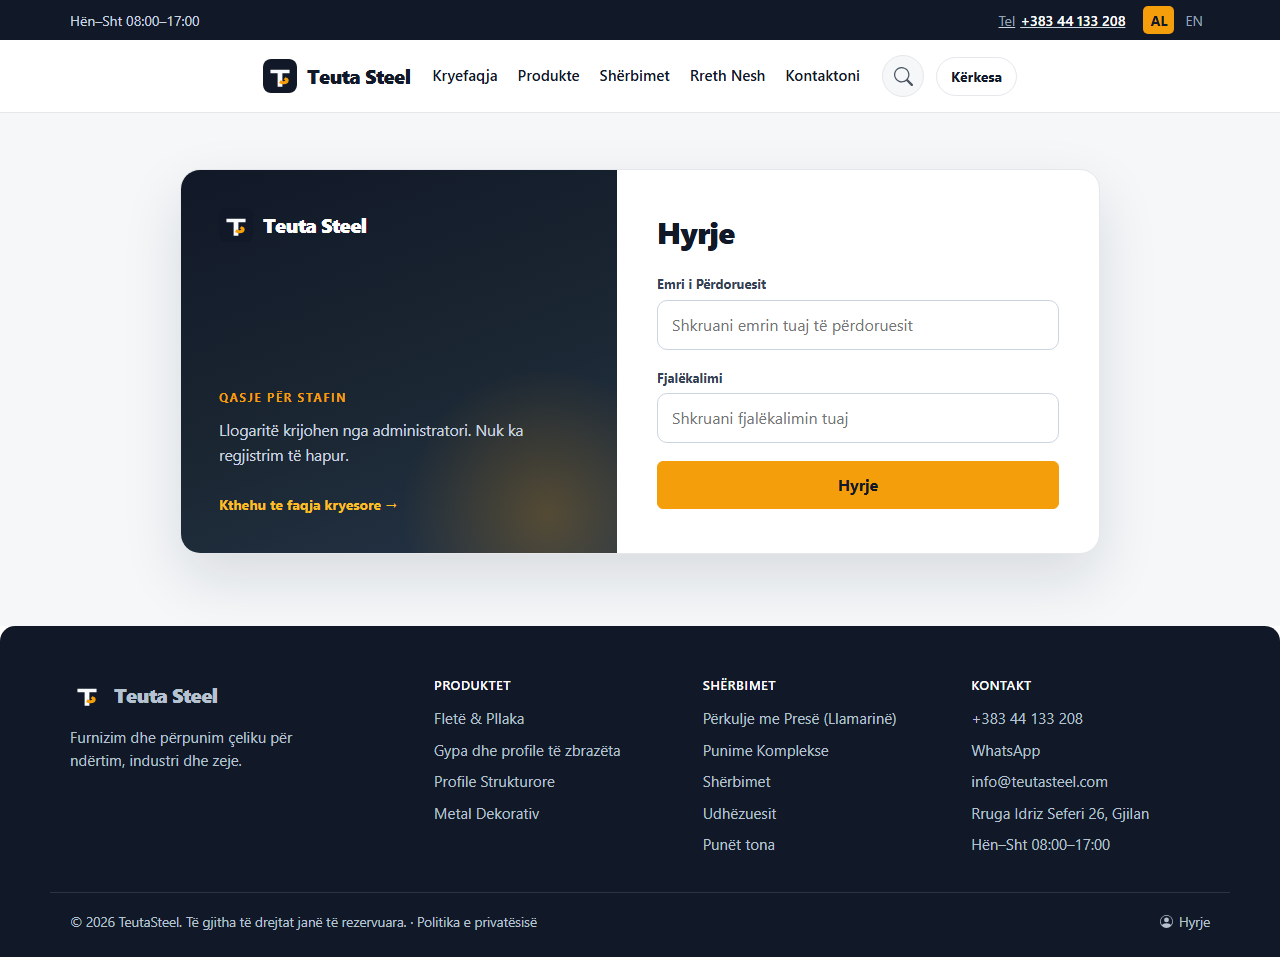 Hën–Sht 08:00–17:00
Tel +383 44 133 208
AL EN
Teuta Steel
Kryefaqja Produkte Shërbimet Rreth Nesh Kontaktoni
Kërkesa
Teuta Steel
QASJE PËR STAFIN
Llogaritë krijohen nga administratori. Nuk ka
regjistrim të hapur.
Kthehu te faqja kryesore →
Hyrje
Emri i Përdoruesit
Shkruani emrin tuaj të përdoruesit
Fjalëkalimi
Shkruani fjalëkalimin tuaj
Hyrje
Teuta Steel
Furnizim dhe përpunim çeliku për
ndërtim, industri dhe zeje.
PRODUKTET
Fletë & Pllaka
Gypa dhe profile të zbrazëta
Profile Strukturore
Metal Dekorativ
SHËRBIMET
Përkulje me Presë (Llamarinë)
Punime Komplekse
Shërbimet
Udhëzuesit
Punët tona
KONTAKT
+383 44 133 208
WhatsApp
info@teutasteel.com
Rruga Idriz Seferi 26, Gjilan
Hën–Sht 08:00–17:00
© 2026 TeutaSteel. Të gjitha të drejtat janë të rezervuara. · Politika e privatësisë
Hyrje